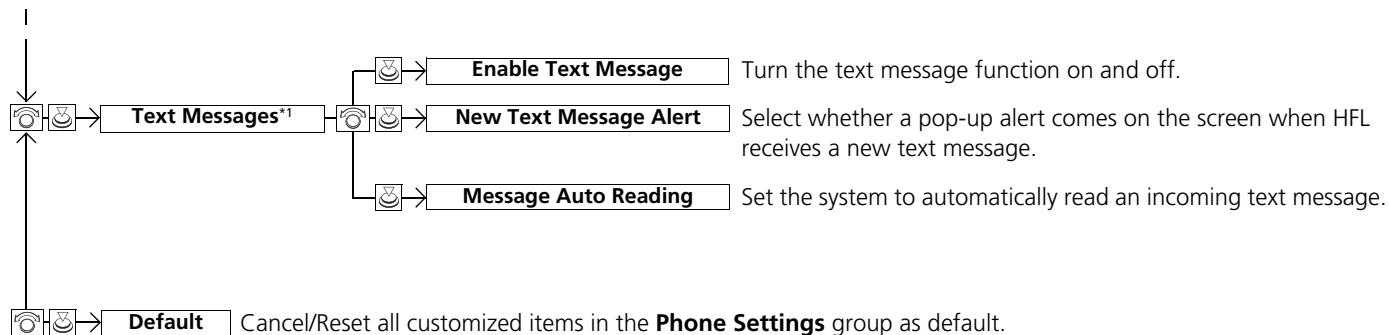 Enable Text Message Turn the text message function on and off.
Text Messages*1 New Text Message Alert Select whether a pop-up alert comes on the screen when HFL
receives a new text message.
Message Auto Reading Set the system to automatically read an incoming text message.
Default Cancel/Reset all customized items in the Phone Settings group as default.